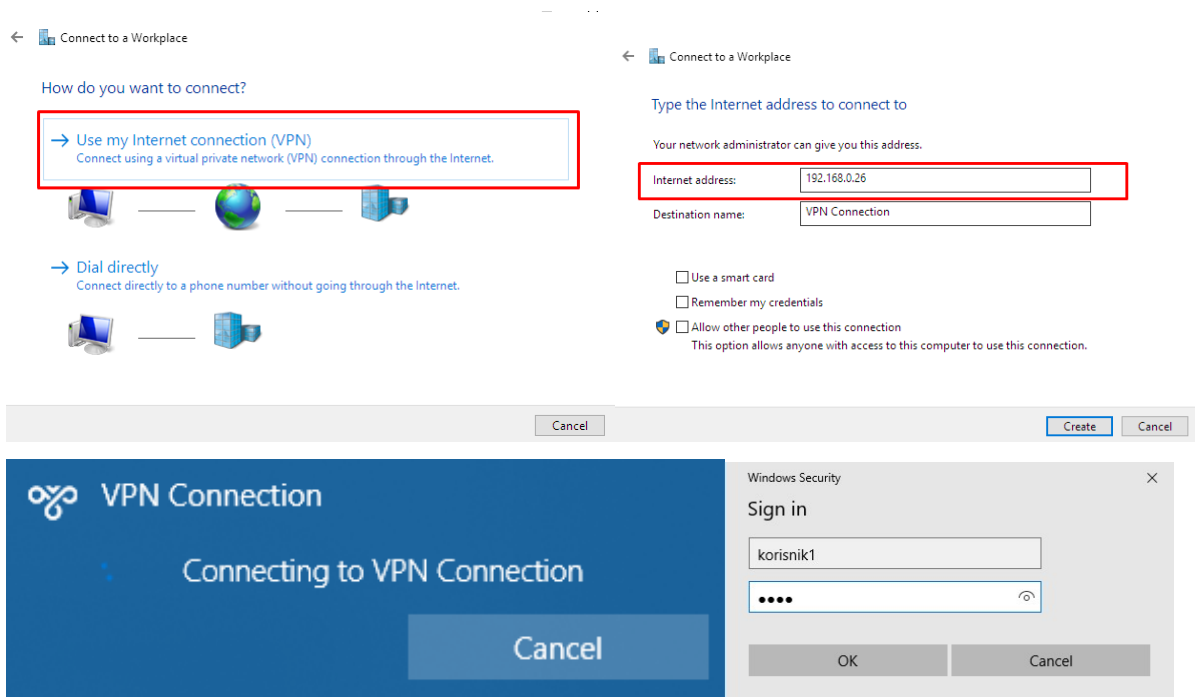 Connect to a Workplace
How do you want to connect?
Use my Internet connection (VPN)
Connect using a virtual private network (VPN) connection through the Internet.
Dial directly
Connect directly to a phone number without going through the Internet.
Cancel
Connect to a Workplace
Type the Internet address to connect to
Your network administrator can give you this address.
Internet address: 192.168.0.26
Destination name: VPN Connection
Use a smart card
Remember my credentials
Allow other people to use this connection
This option allows anyone with access to this computer to use this connection.
Create Cancel
VPN Connection
Connecting to VPN Connection
Cancel
Windows Security
Sign in
korisnik1
••••
OK Cancel